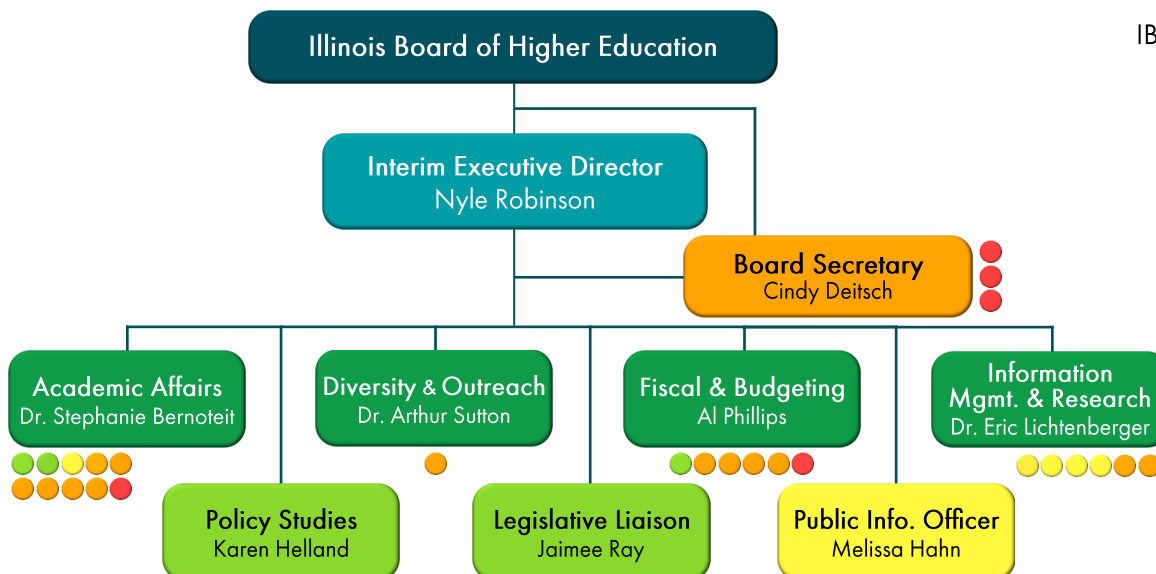 Illinois Board of Higher Education
IB
Interim Executive Director
Nyle Robinson
Board Secretary
Cindy Deitsch
Academic Affairs
Dr. Stephanie Bernoteit
Diversity & Outreach
Dr. Arthur Sutton
Fiscal & Budgeting
Al Phillips
Information
Mgmt. & Research
Dr. Eric Lichtenberger
Policy Studies
Karen Helland
Legislative Liaison
Jaimee Ray
Public Info. Officer
Melissa Hahn